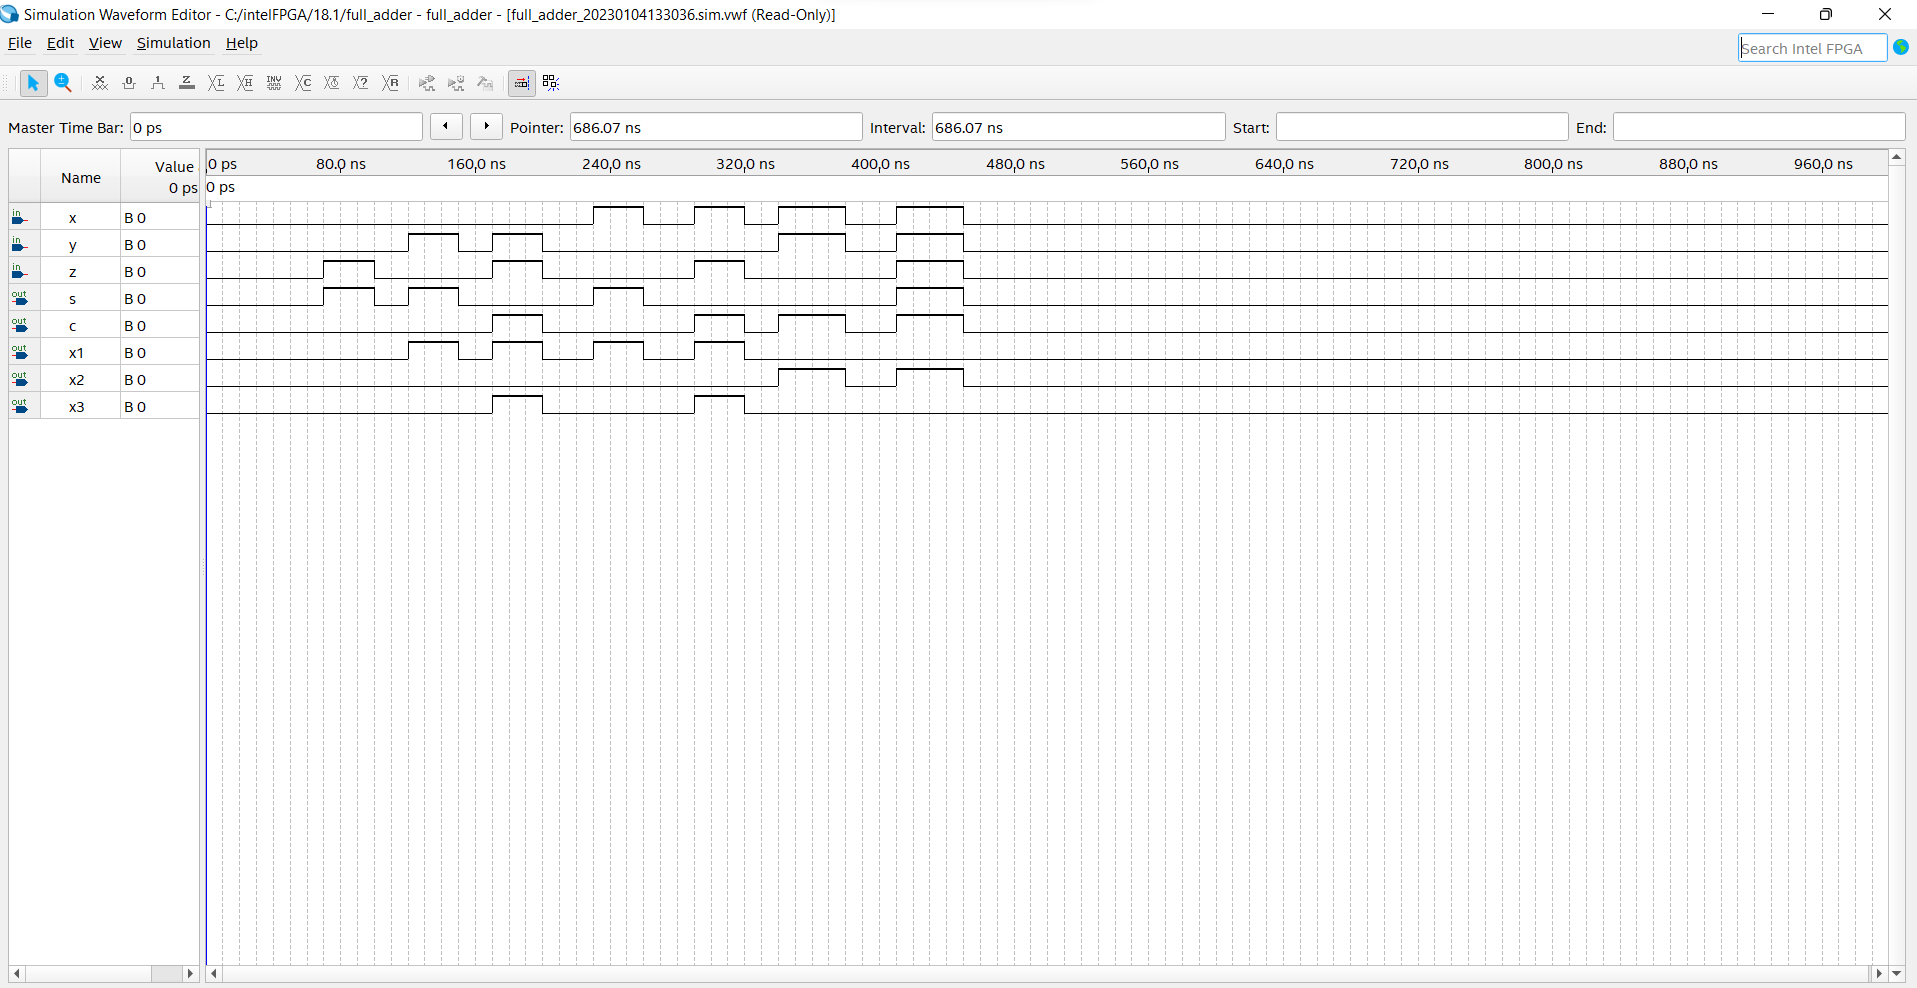 Simulation Waveform Editor - C:/intelFPGA/18.1/full_adder - full_adder - [full_adder_20230104133036.sim.vwf (Read-Only)]
File Edit View Simulation Help
Search Intel FPGA
Master Time Bar: 0 ps Pointer: 686.07 ns Interval: 686.07 ns Start: End:
Name Value 0 ps
0 ps 80.0 ns 160.0 ns 240.0 ns 320.0 ns 400.0 ns 480.0 ns 560.0 ns 640.0 ns 720.0 ns 800.0 ns 880.0 ns 960.0 ns
0 ps
in x B 0
in y B 0
in z B 0
out s B 0
out c B 0
out x1 B 0
out x2 B 0
out x3 B 0